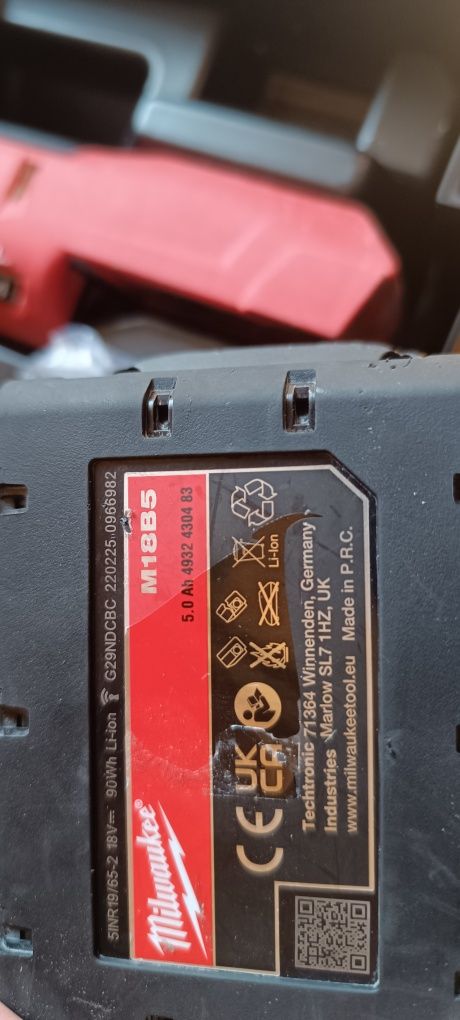 5INR19/65-2 18V⎓ 90Wh Li-ion G29NDCBC 220225 0966982
Milwaukee® M18B5
5.0 Ah 4932 4304 83
CE UK CA Li-Ion
Techtronic 71364 Winnenden, Germany
Industries Marlow SL7 1HZ, UK
www.milwaukeetool.eu Made in P.R.C.